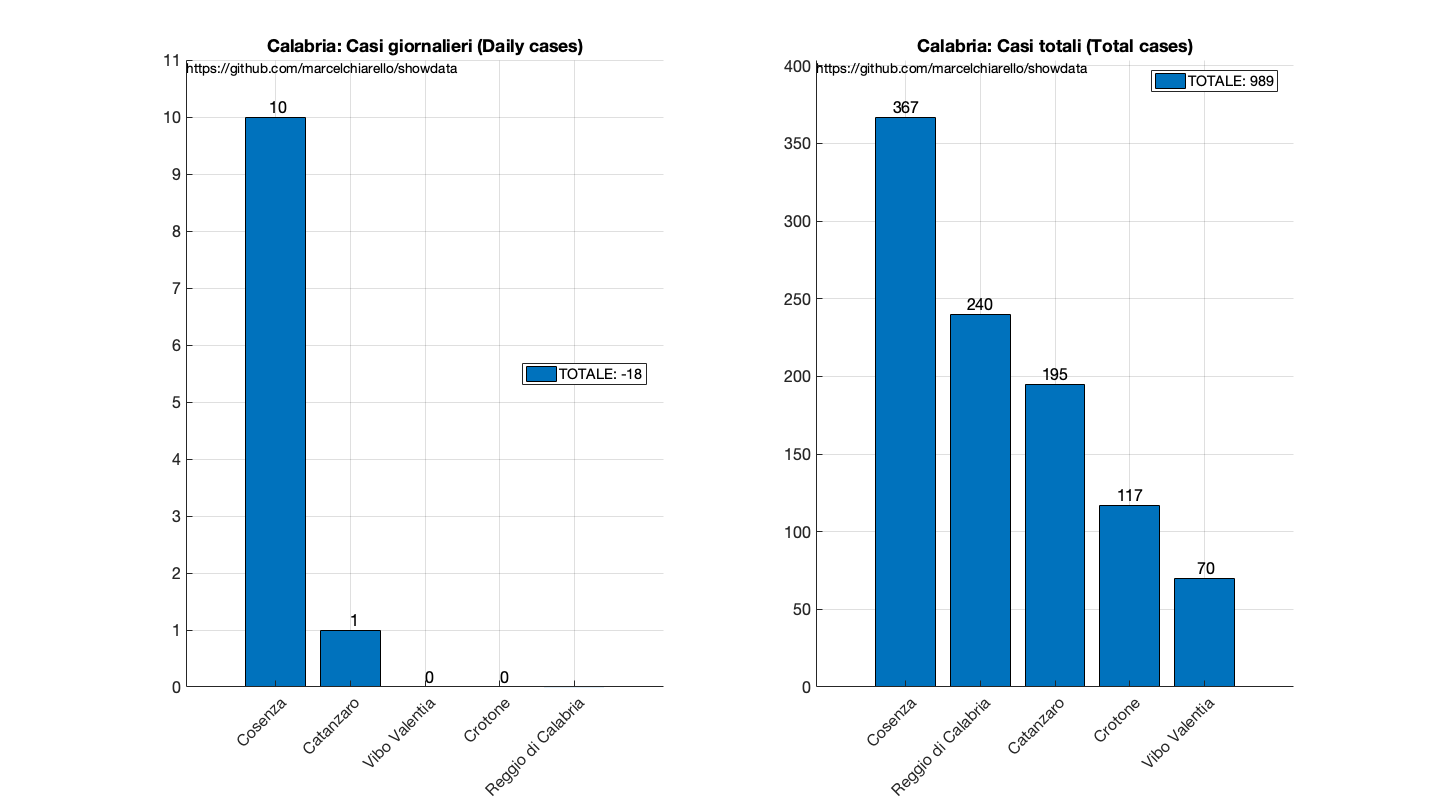 Calabria: Casi giornalieri (Daily cases)
https://github.com/marcelchiarello/showdata
11
10
9
8
7
6
5
4
3
2
1
0
10
1
0
0
TOTALE: -18
Cosenza
Catanzaro
Vibo Valentia
Crotone
Reggio di Calabria
Calabria: Casi totali (Total cases)
https://github.com/marcelchiarello/showdata
TOTALE: 989
400
350
300
250
200
150
100
50
0
367
240
195
117
70
Cosenza
Reggio di Calabria
Catanzaro
Crotone
Vibo Valentia